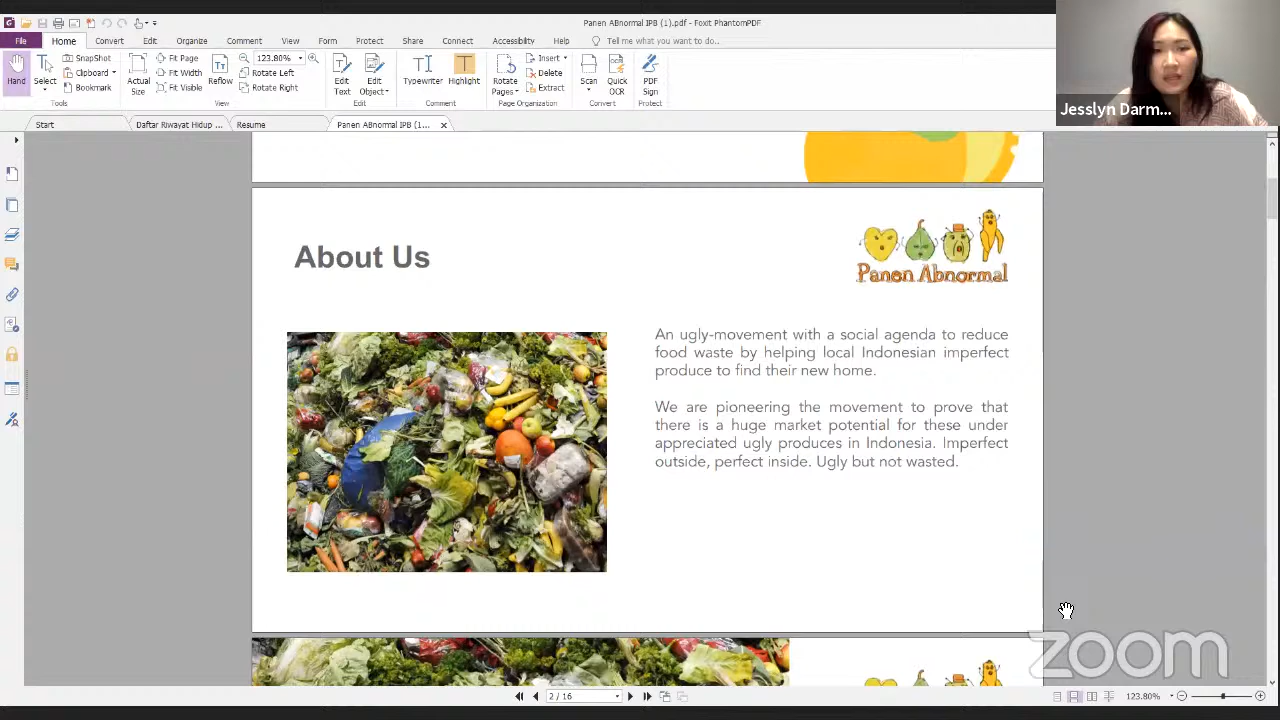 Panen ABnormal IPB (1).pdf - Foxit PhantomPDF
File Home Convert Edit Organize Comment View Form Protect Share Connect Accessibility Help Tell me what you want to do...
Hand
Select
SnapShot
Clipboard
Bookmark
Tools
Actual Size
Fit Page
Fit Width
Fit Visible
Reflow
123.80%
Rotate Left
Rotate Right
View
Edit Text
Edit Object
Edit
Typewriter
Highlight
Comment
Rotate Pages
Insert
Delete
Extract
Page Organization
Scan
Quick OCR
Convert
PDF Sign
Protect
Jesslyn Darm...
Start
Daftar Riwayat Hidup ...
Resume
Panen ABnormal IPB (1...
About Us
Panen Abnormal
An ugly-movement with a social agenda to reduce
food waste by helping local Indonesian imperfect
produce to find their new home.
We are pioneering the movement to prove that
there is a huge market potential for these under
appreciated ugly produces in Indonesia. Imperfect
outside, perfect inside. Ugly but not wasted.
zoom
2 / 16
123.80%